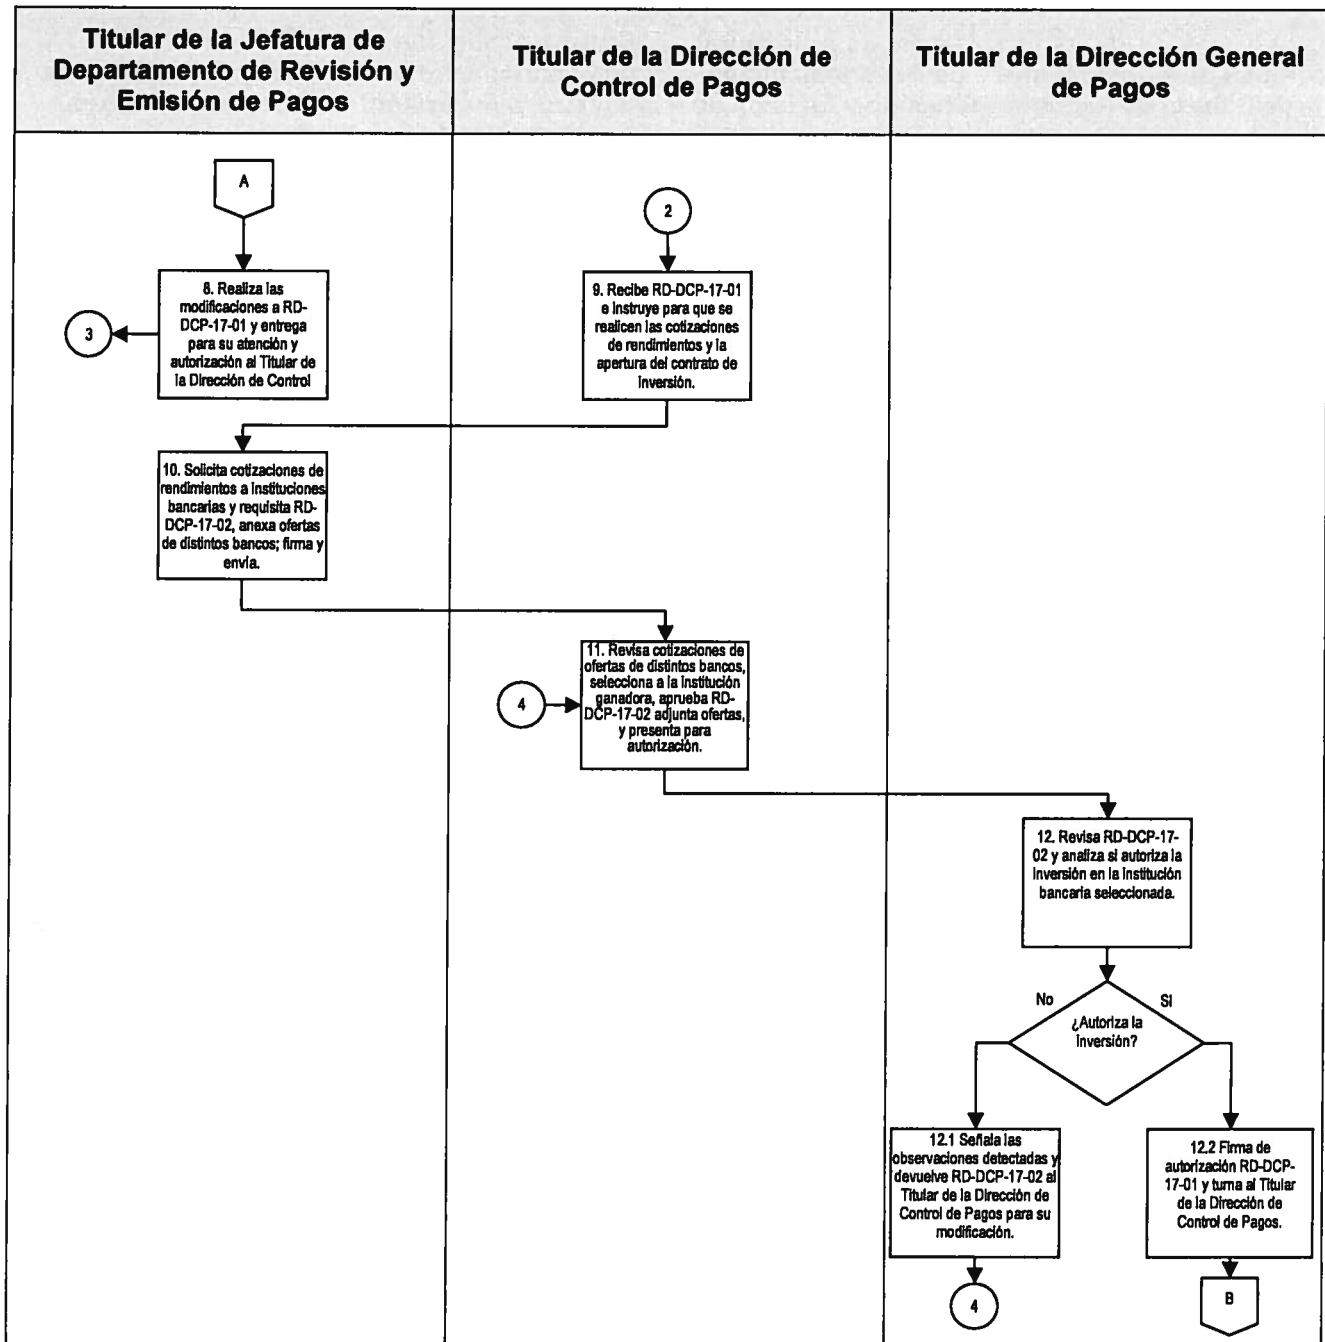 Titular de la Jefatura de
Departamento de Revisión y
Emisión de Pagos
Titular de la Dirección de
Control de Pagos
Titular de la Dirección General
de Pagos
A
2
8. Realiza las
modificaciones a RD-
DCP-17-01 y entrega
para su atención y
autorización al Titular de
la Dirección de Control
3
9. Recibe RD-DCP-17-01
e instruye para que se
realicen las cotizaciones
de rendimientos y la
apertura del contrato de
inversión.
10. Solicita cotizaciones de
rendimientos a instituciones
bancarias y requisita RD-
DCP-17-02, anexa ofertas
de distintos bancos; firma y
envía.
11. Revisa cotizaciones de
ofertas de distintos bancos,
selecciona a la institución
ganadora, aprueba RD-
DCP-17-02 adjunta ofertas,
y presenta para
autorización.
4
12. Revisa RD-DCP-17-
02 y analiza si autoriza la
inversión en la institución
bancaria seleccionada.
No
Si
¿Autoriza la
inversión?
12.1 Señala las
observaciones detectadas y
devuelve RD-DCP-17-02 al
Titular de la Dirección de
Control de Pagos para su
modificación.
12.2 Firma de
autorización RD-DCP-
17-01 y turna al Titular
de la Dirección de
Control de Pagos.
4
B